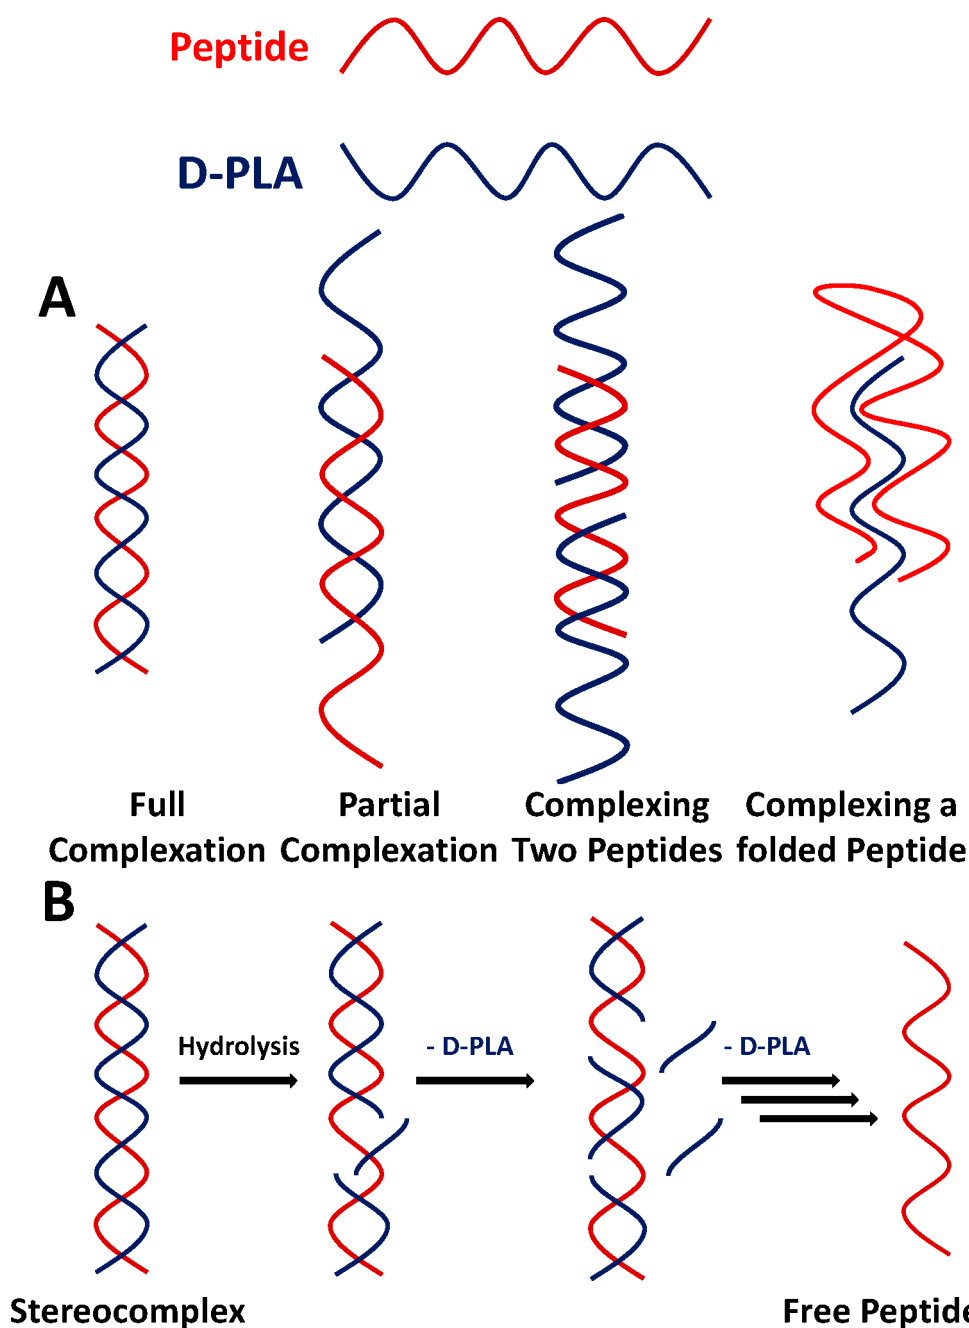 Peptide
D-PLA
A
Full Partial Complexing Complexing a
Complexation Complexation Two Peptides folded Peptide
B
Hydrolysis - D-PLA - D-PLA
Stereocomplex Free Peptide